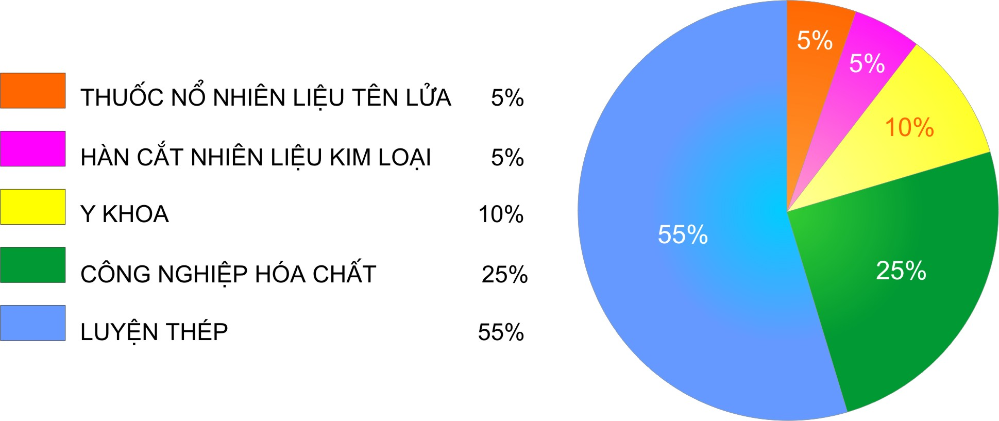 THUỐC NỔ NHIÊN LIỆU TÊN LỬA 5%
HÀN CẮT NHIÊN LIỆU KIM LOẠI 5%
Y KHOA 10%
CÔNG NGHIỆP HÓA CHẤT 25%
LUYỆN THÉP 55%
5%
5%
10%
25%
55%